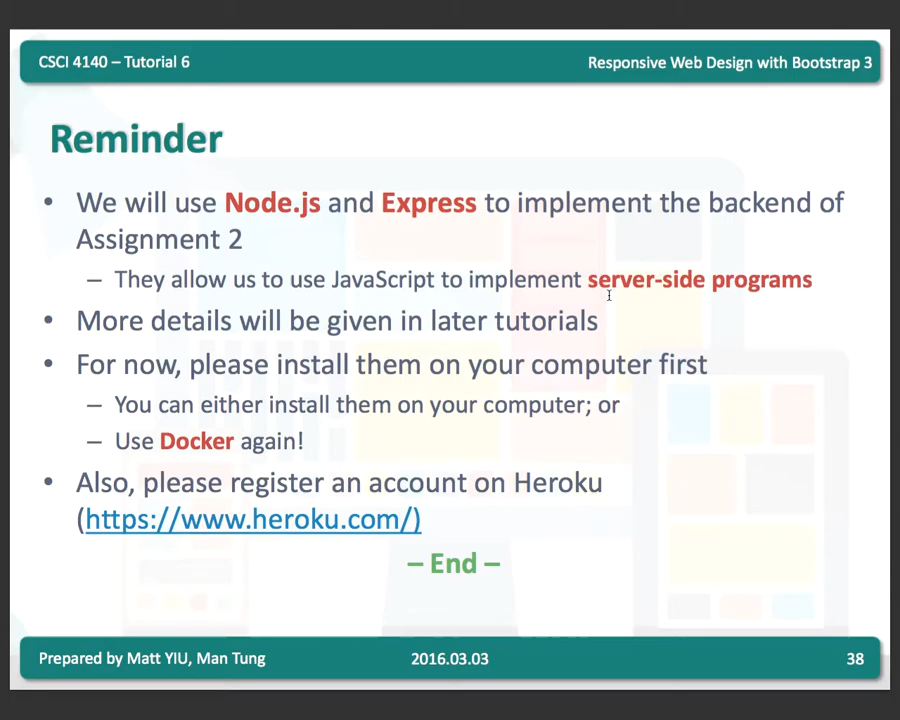 CSCI 4140 – Tutorial 6
Responsive Web Design with Bootstrap 3
Reminder
• We will use Node.js and Express to implement the backend of
Assignment 2
– They allow us to use JavaScript to implement server-side programs
• More details will be given in later tutorials
• For now, please install them on your computer first
– You can either install them on your computer; or
– Use Docker again!
• Also, please register an account on Heroku
(https://www.heroku.com/)
– End –
Prepared by Matt YIU, Man Tung
2016.03.03
38